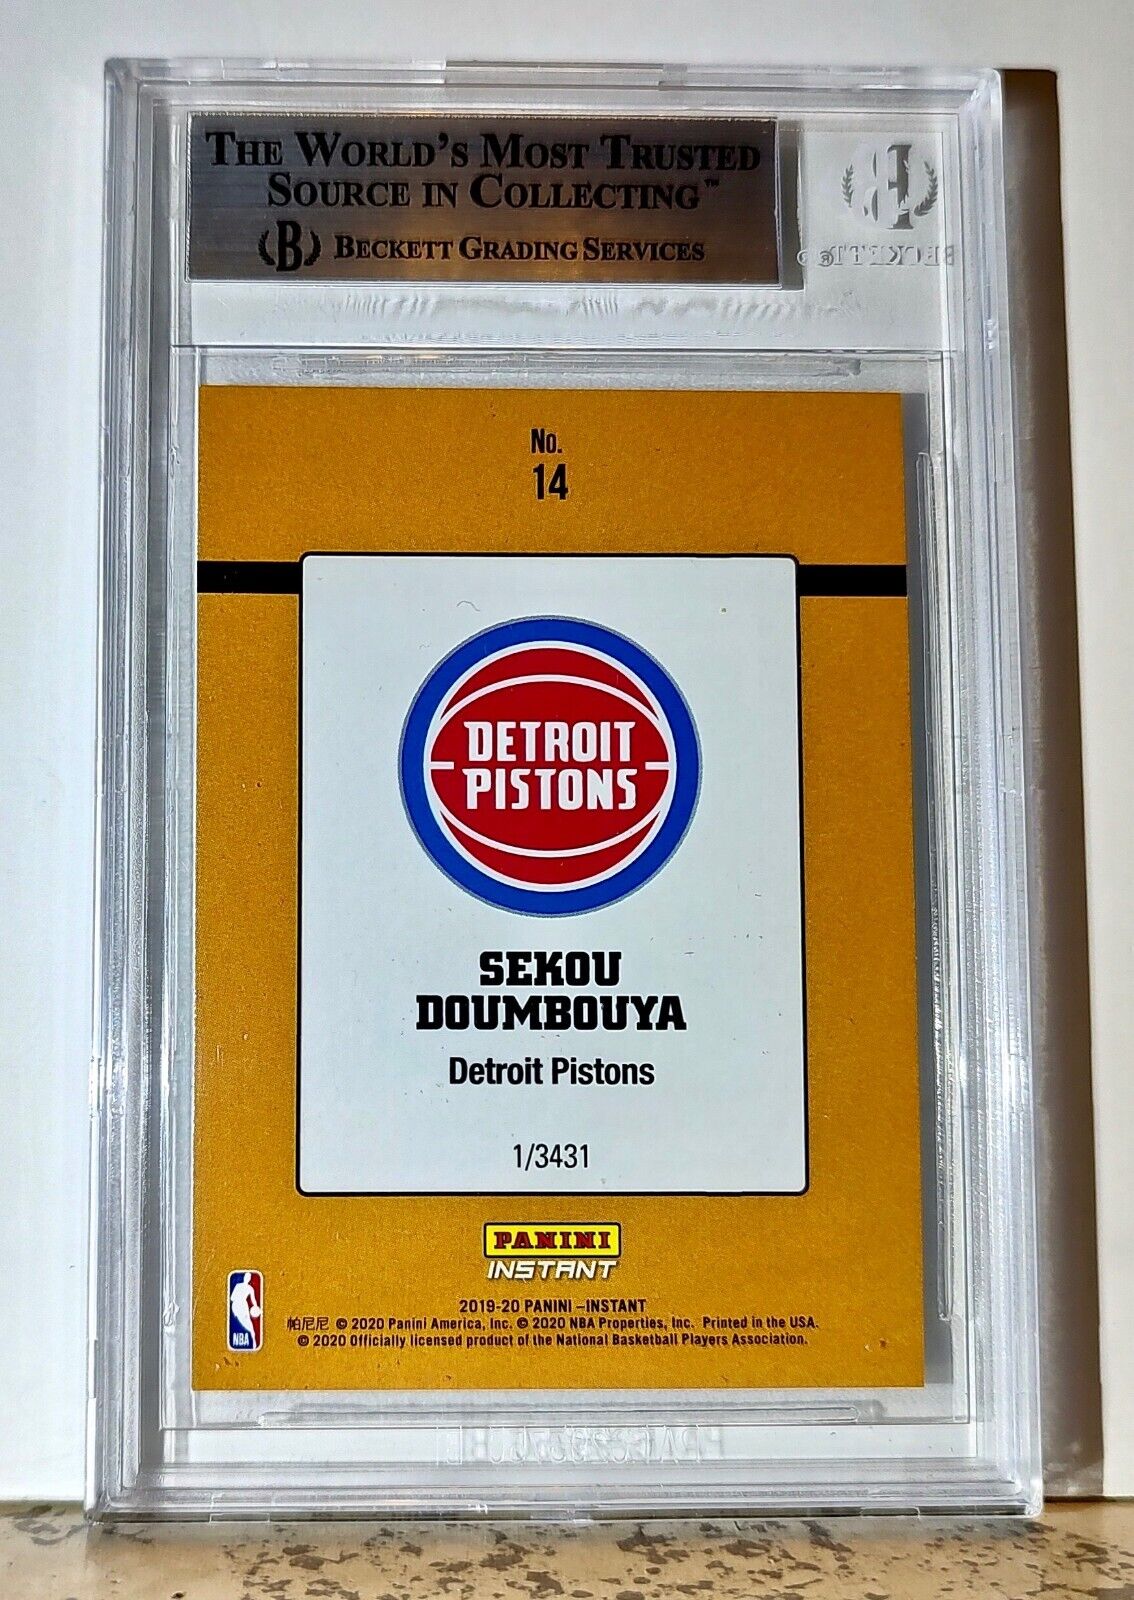 THE WORLD'S MOST TRUSTED
SOURCE IN COLLECTING™
B BECKETT GRADING SERVICES
BECKETT®
No.
14
DETROIT
PISTONS
SEKOU
DOUMBOUYA
Detroit Pistons
1/3431
PANINI
INSTANT
2019-20 PANINI –INSTANT
帕尼尼 © 2020 Panini America, Inc. © 2020 NBA Properties, Inc. Printed in the USA.
© 2020 Officially licensed product of the National Basketball Players Association.
NBA